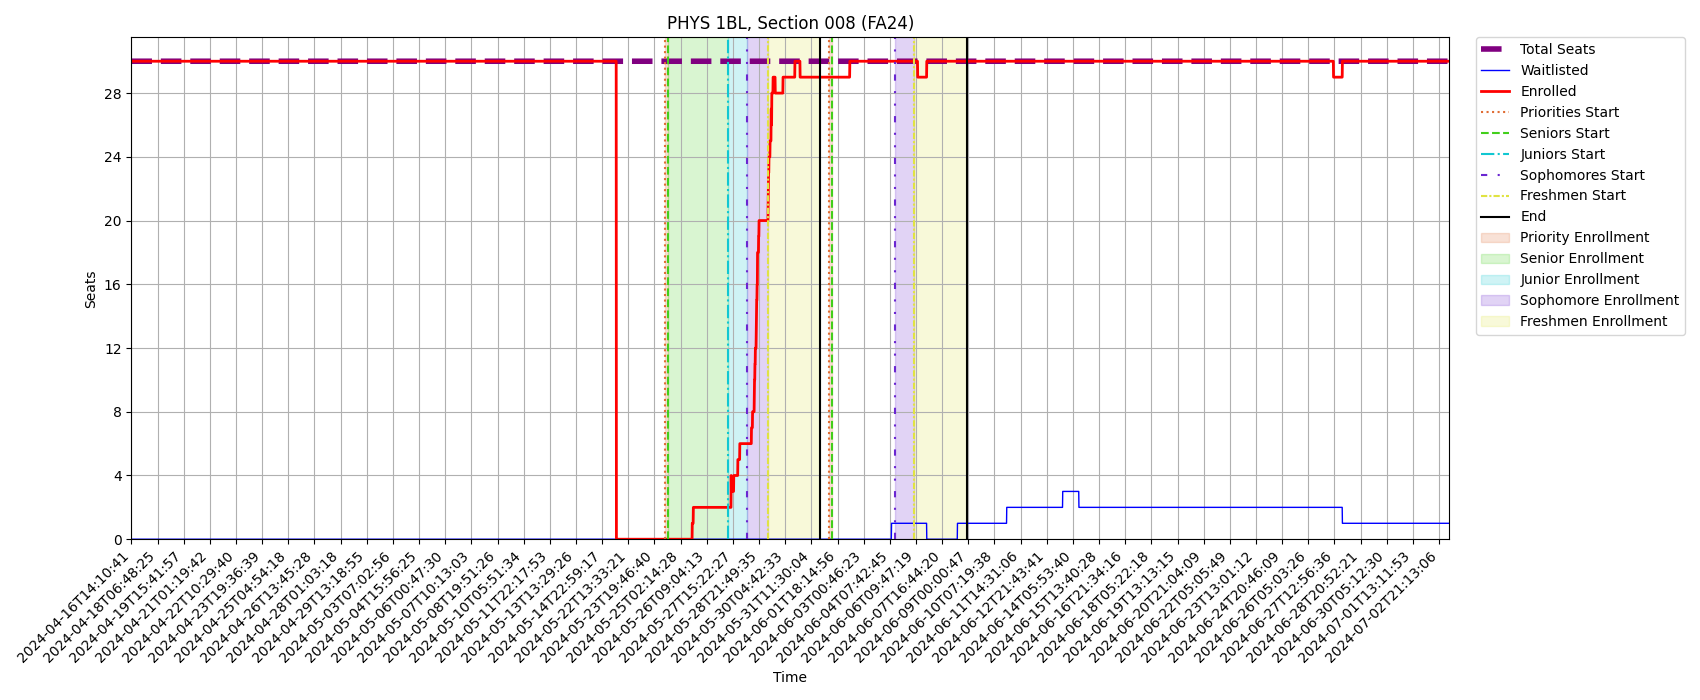 PHYS 1BL, Section 008 (FA24)
Seats
28
24
20
16
12
8
4
0
2024-04-16T14:10:41
2024-04-18T06:48:25
2024-04-19T15:41:57
2024-04-21T01:19:42
2024-04-22T10:29:40
2024-04-23T19:36:39
2024-04-25T04:54:18
2024-04-26T13:45:28
2024-04-28T01:03:18
2024-04-29T13:18:55
2024-05-03T07:02:56
2024-05-04T15:56:25
2024-05-06T00:47:30
2024-05-07T10:13:03
2024-05-08T19:51:26
2024-05-10T05:51:34
2024-05-11T22:17:53
2024-05-13T13:29:26
2024-05-14T22:59:17
2024-05-22T13:33:21
2024-05-23T19:46:40
2024-05-25T02:14:28
2024-05-26T09:04:13
2024-05-27T15:22:27
2024-05-28T21:49:35
2024-05-30T04:42:33
2024-05-31T11:30:04
2024-06-01T18:14:56
2024-06-03T00:46:23
2024-06-04T07:42:45
2024-06-06T09:47:19
2024-06-07T16:44:20
2024-06-09T00:00:47
2024-06-10T07:19:38
2024-06-11T14:31:06
2024-06-12T21:43:41
2024-06-14T05:53:40
2024-06-15T13:40:28
2024-06-16T21:34:16
2024-06-18T05:22:18
2024-06-19T13:13:15
2024-06-20T21:04:09
2024-06-22T05:05:49
2024-06-23T13:01:12
2024-06-24T20:46:09
2024-06-26T05:03:26
2024-06-27T12:56:36
2024-06-28T20:52:21
2024-06-30T05:12:30
2024-07-01T13:11:53
2024-07-02T21:13:06
Time
Total Seats
Waitlisted
Enrolled
Priorities Start
Seniors Start
Juniors Start
Sophomores Start
Freshmen Start
End
Priority Enrollment
Senior Enrollment
Junior Enrollment
Sophomore Enrollment
Freshmen Enrollment